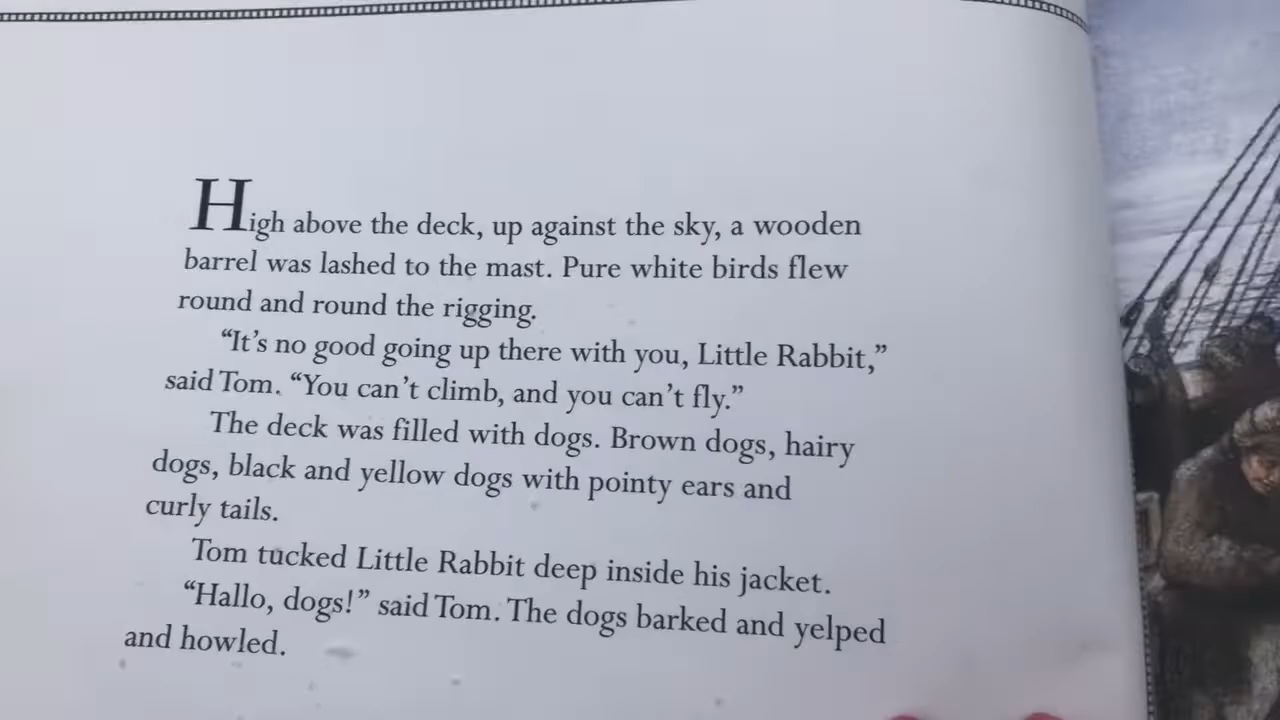 High above the deck, up against the sky, a wooden
barrel was lashed to the mast. Pure white birds flew
round and round the rigging.
“It’s no good going up there with you, Little Rabbit,”
said Tom. “You can’t climb, and you can’t fly.”
The deck was filled with dogs. Brown dogs, hairy
dogs, black and yellow dogs with pointy ears and
curly tails.
Tom tucked Little Rabbit deep inside his jacket.
“Hallo, dogs!” said Tom. The dogs barked and yelped
and howled.